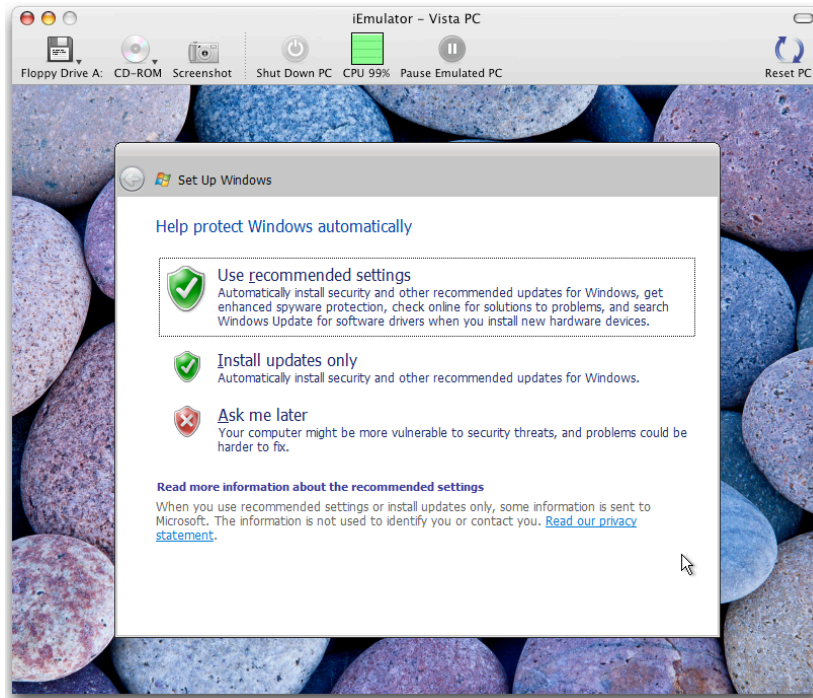 iEmulator – Vista PC
Floppy Drive A: CD-ROM Screenshot Shut Down PC CPU 99% Pause Emulated PC Reset PC
Set Up Windows
Help protect Windows automatically
Use recommended settings
Automatically install security and other recommended updates for Windows, get
enhanced spyware protection, check online for solutions to problems, and search
Windows Update for software drivers when you install new hardware devices.
Install updates only
Automatically install security and other recommended updates for Windows.
Ask me later
Your computer might be more vulnerable to security threats, and problems could be
harder to fix.
Read more information about the recommended settings
When you use recommended settings or install updates only, some information is sent to
Microsoft. The information is not used to identify you or contact you. Read our privacy
statement.